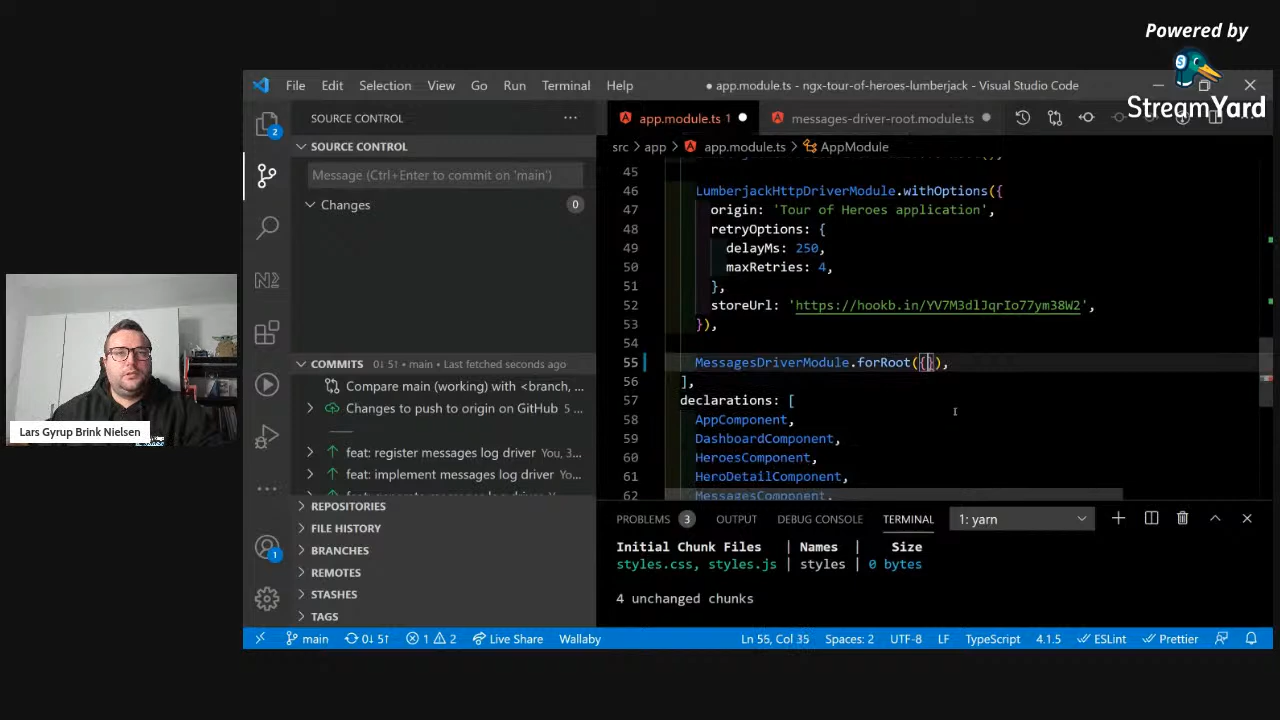 Powered by
StreamYard
File Edit Selection View Go Run Terminal Help
● app.module.ts - ngx-tour-of-heroes-lumberjack - Visual Studio Code
SOURCE CONTROL
app.module.ts 1
messages-driver-root.module.ts
SOURCE CONTROL
src > app > app.module.ts > AppModule
Message (Ctrl+Enter to commit on 'main')
Changes 0
2
45
46 LumberjackHttpDriverModule.withOptions({
47 origin: 'Tour of Heroes application',
48 retryOptions: {
49 delayMs: 250,
50 maxRetries: 4,
51 },
52 storeUrl: 'https://hookb.in/YV7M3dlJqrIo77ym38W2',
53 }),
54
55 MessagesDriverModule.forRoot({}),
56 ],
57 declarations: [
58 AppComponent,
59 DashboardComponent,
60 HeroesComponent,
61 HeroDetailComponent,
62 MessagesComponent,
COMMITS 0↓ 5↑ • main • Last fetched seconds ago
Compare main (working) with <branch, ...
Changes to push to origin on GitHub 5 ...
feat: register messages log driver You, 3...
feat: implement messages log driver Yo...
REPOSITORIES
FILE HISTORY
BRANCHES
REMOTES
STASHES
TAGS
1
PROBLEMS 3 OUTPUT DEBUG CONSOLE TERMINAL 1: yarn
Initial Chunk Files | Names | Size
styles.css, styles.js | styles | 0 bytes
4 unchanged chunks
main 0↓ 5↑ 1 2 Live Share Wallaby Ln 55, Col 35 Spaces: 2 UTF-8 LF TypeScript 4.1.5 ESLint Prettier
Lars Gyrup Brink Nielsen